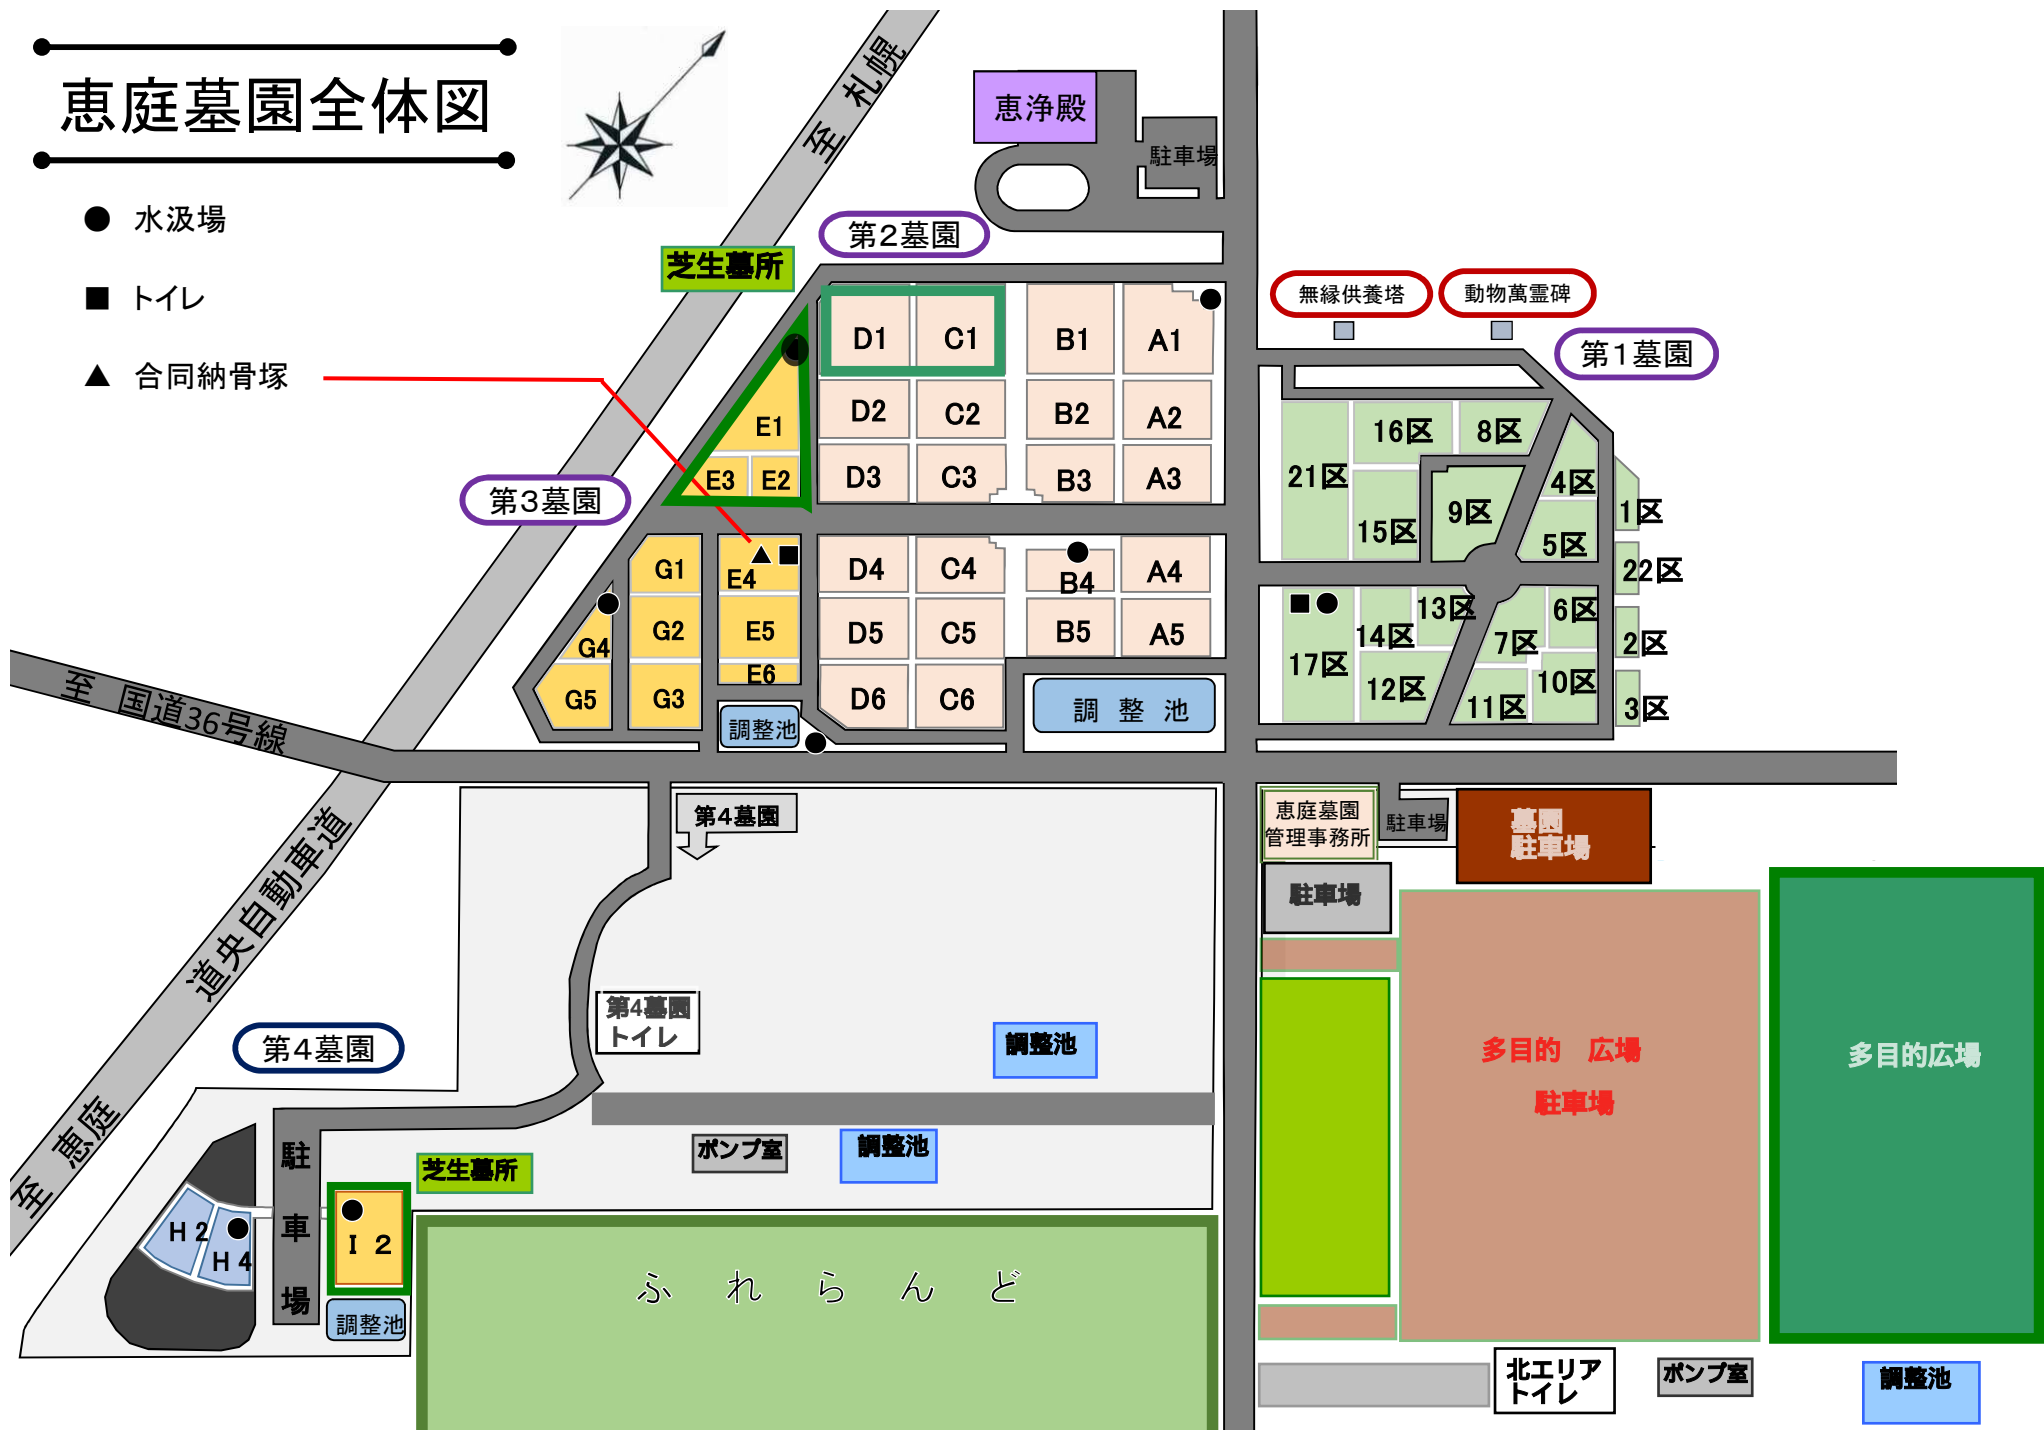 恵庭墓園全体図
水汲場
トイレ
合同納骨塚
至 札幌
恵浄殿
駐車場
第2墓園
芝生墓所
無縁供養塔
動物萬霊碑
第1墓園
第3墓園
D1
C1
B1
A1
D2
C2
B2
A2
D3
C3
B3
A3
E1
E3
E2
G1
E4
D4
C4
B4
A4
G4
G2
E5
D5
C5
B5
A5
G5
G3
E6
D6
C6
調整池
調 整 池
16区
8区
21区
4区
1区
9区
15区
5区
22区
13区
6区
14区
7区
2区
17区
12区
10区
11区
3区
至 国道36号線
道央自動車道
至 恵庭
第4墓園
恵庭墓園
管理事務所
駐車場
墓園
駐車場
駐車場
第4墓園
トイレ
調整池
第4墓園
多目的 広場
駐車場
多目的広場
ポンプ室
調整池
芝生墓所
駐
車
場
H 2
H 4
I 2
調整池
ふ れ ら ん ど
北エリア
トイレ
ポンプ室
調整池